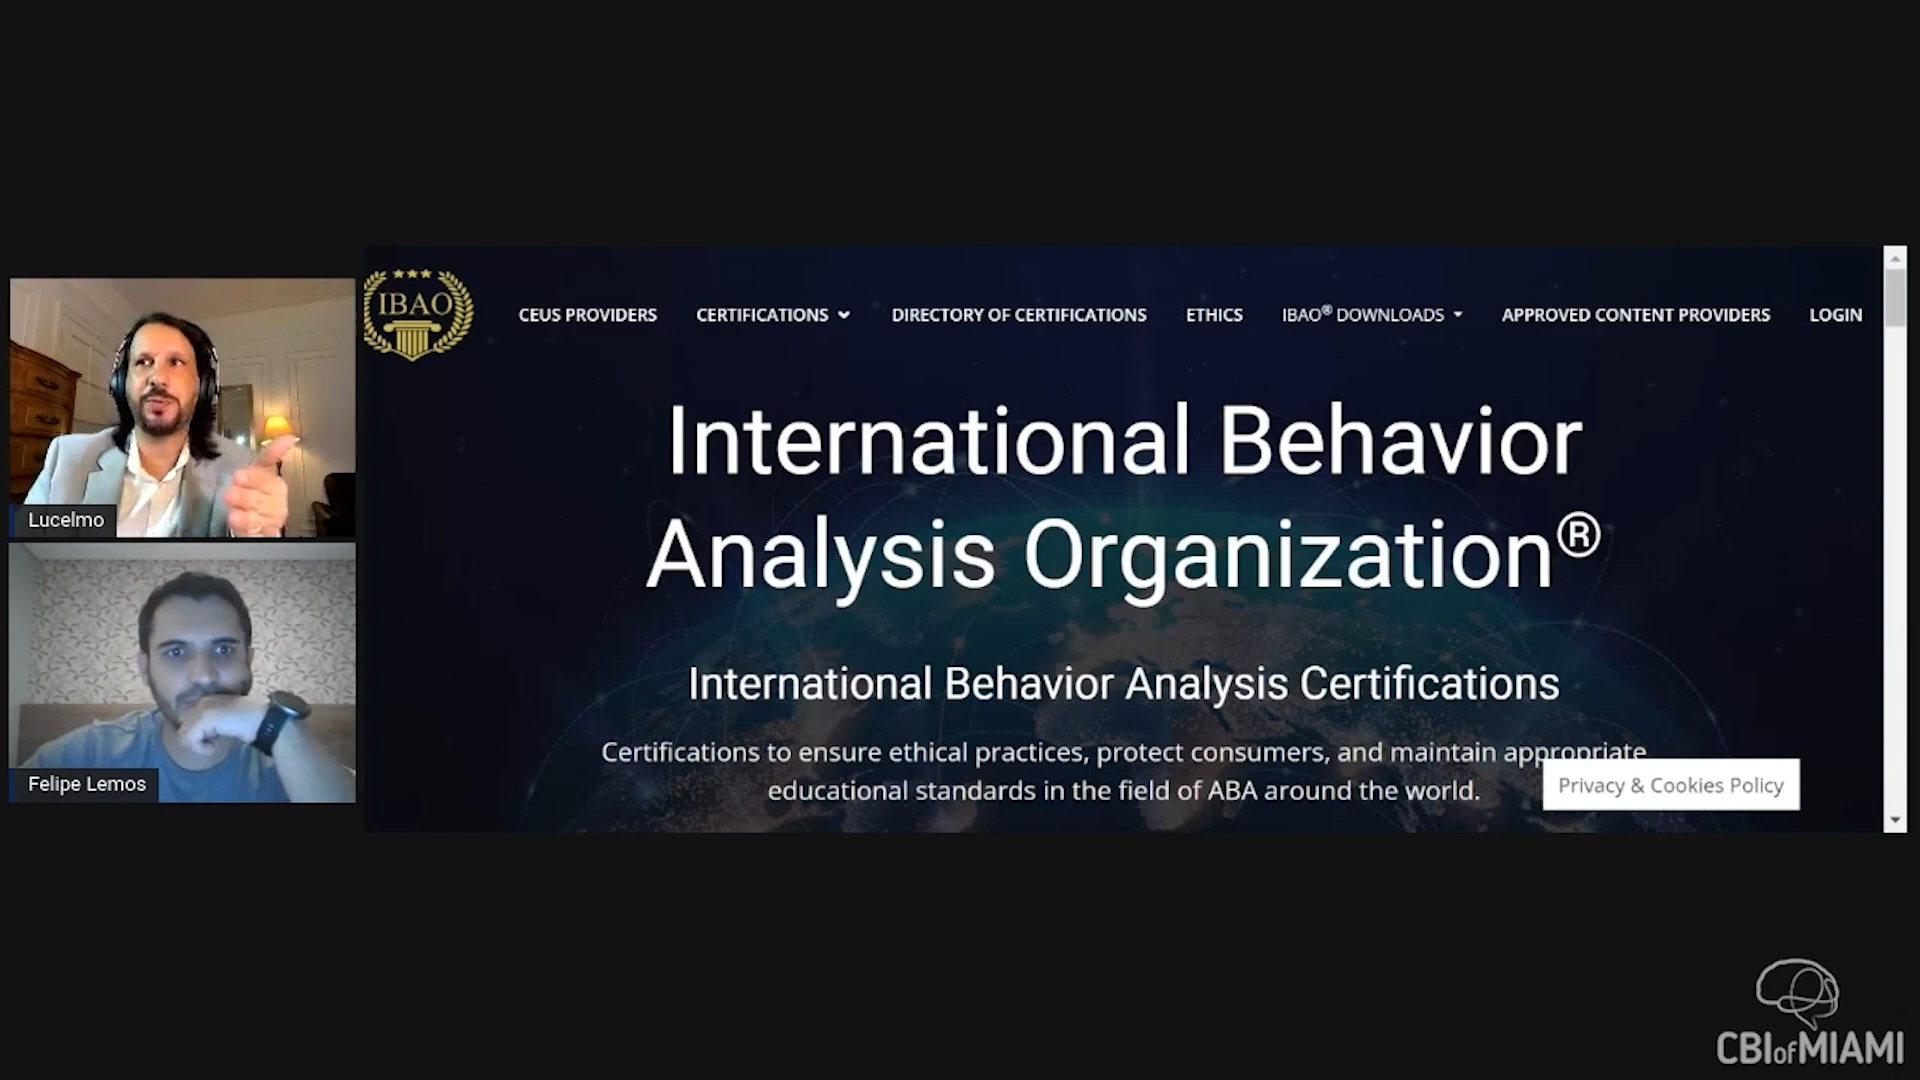 IBAO
CEUS PROVIDERS
CERTIFICATIONS
DIRECTORY OF CERTIFICATIONS
ETHICS
IBAO® DOWNLOADS
APPROVED CONTENT PROVIDERS
LOGIN
International Behavior
Analysis Organization®
International Behavior Analysis Certifications
Certifications to ensure ethical practices, protect consumers, and maintain appropriate
educational standards in the field of ABA around the world.
Privacy & Cookies Policy
Lucelmo
Felipe Lemos
CBIofMIAMI